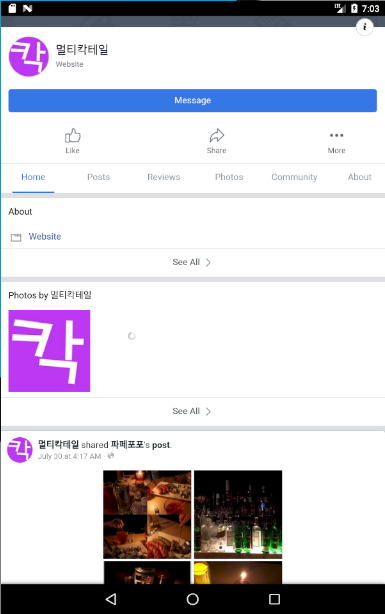 7:03
칵
멀티칵테일
Website
Message
Like
Share
More
Home
Posts
Reviews
Photos
Community
About
About
Website
See All
Photos by 멀티칵테일
칵
See All
칵
멀티칵테일 shared 파페포포's post.
July 30 at 4:17 AM ·